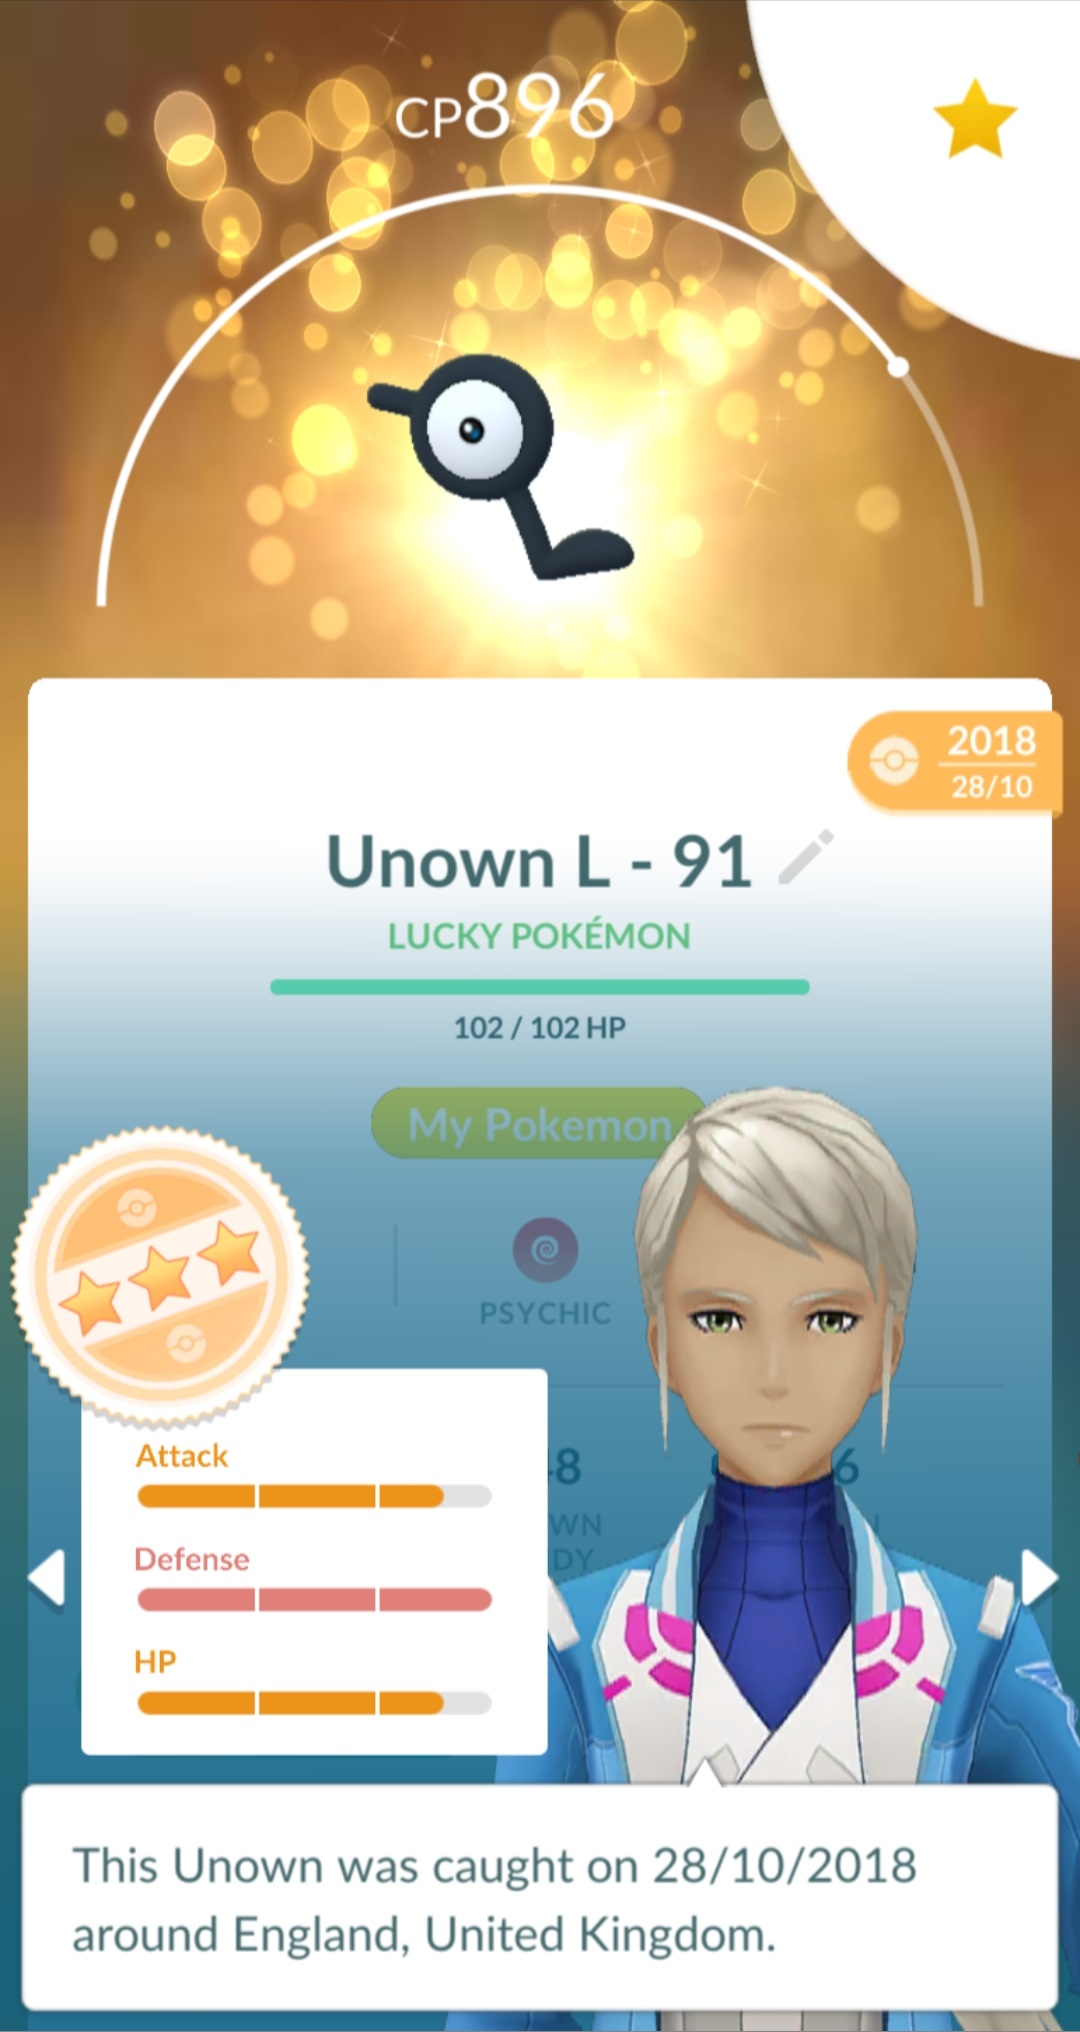 CP896
2018
28/10
Unown L - 91
LUCKY POKÉMON
102 / 102 HP
My Pokemon
PSYCHIC
Attack
Defense
HP
This Unown was caught on 28/10/2018
around England, United Kingdom.